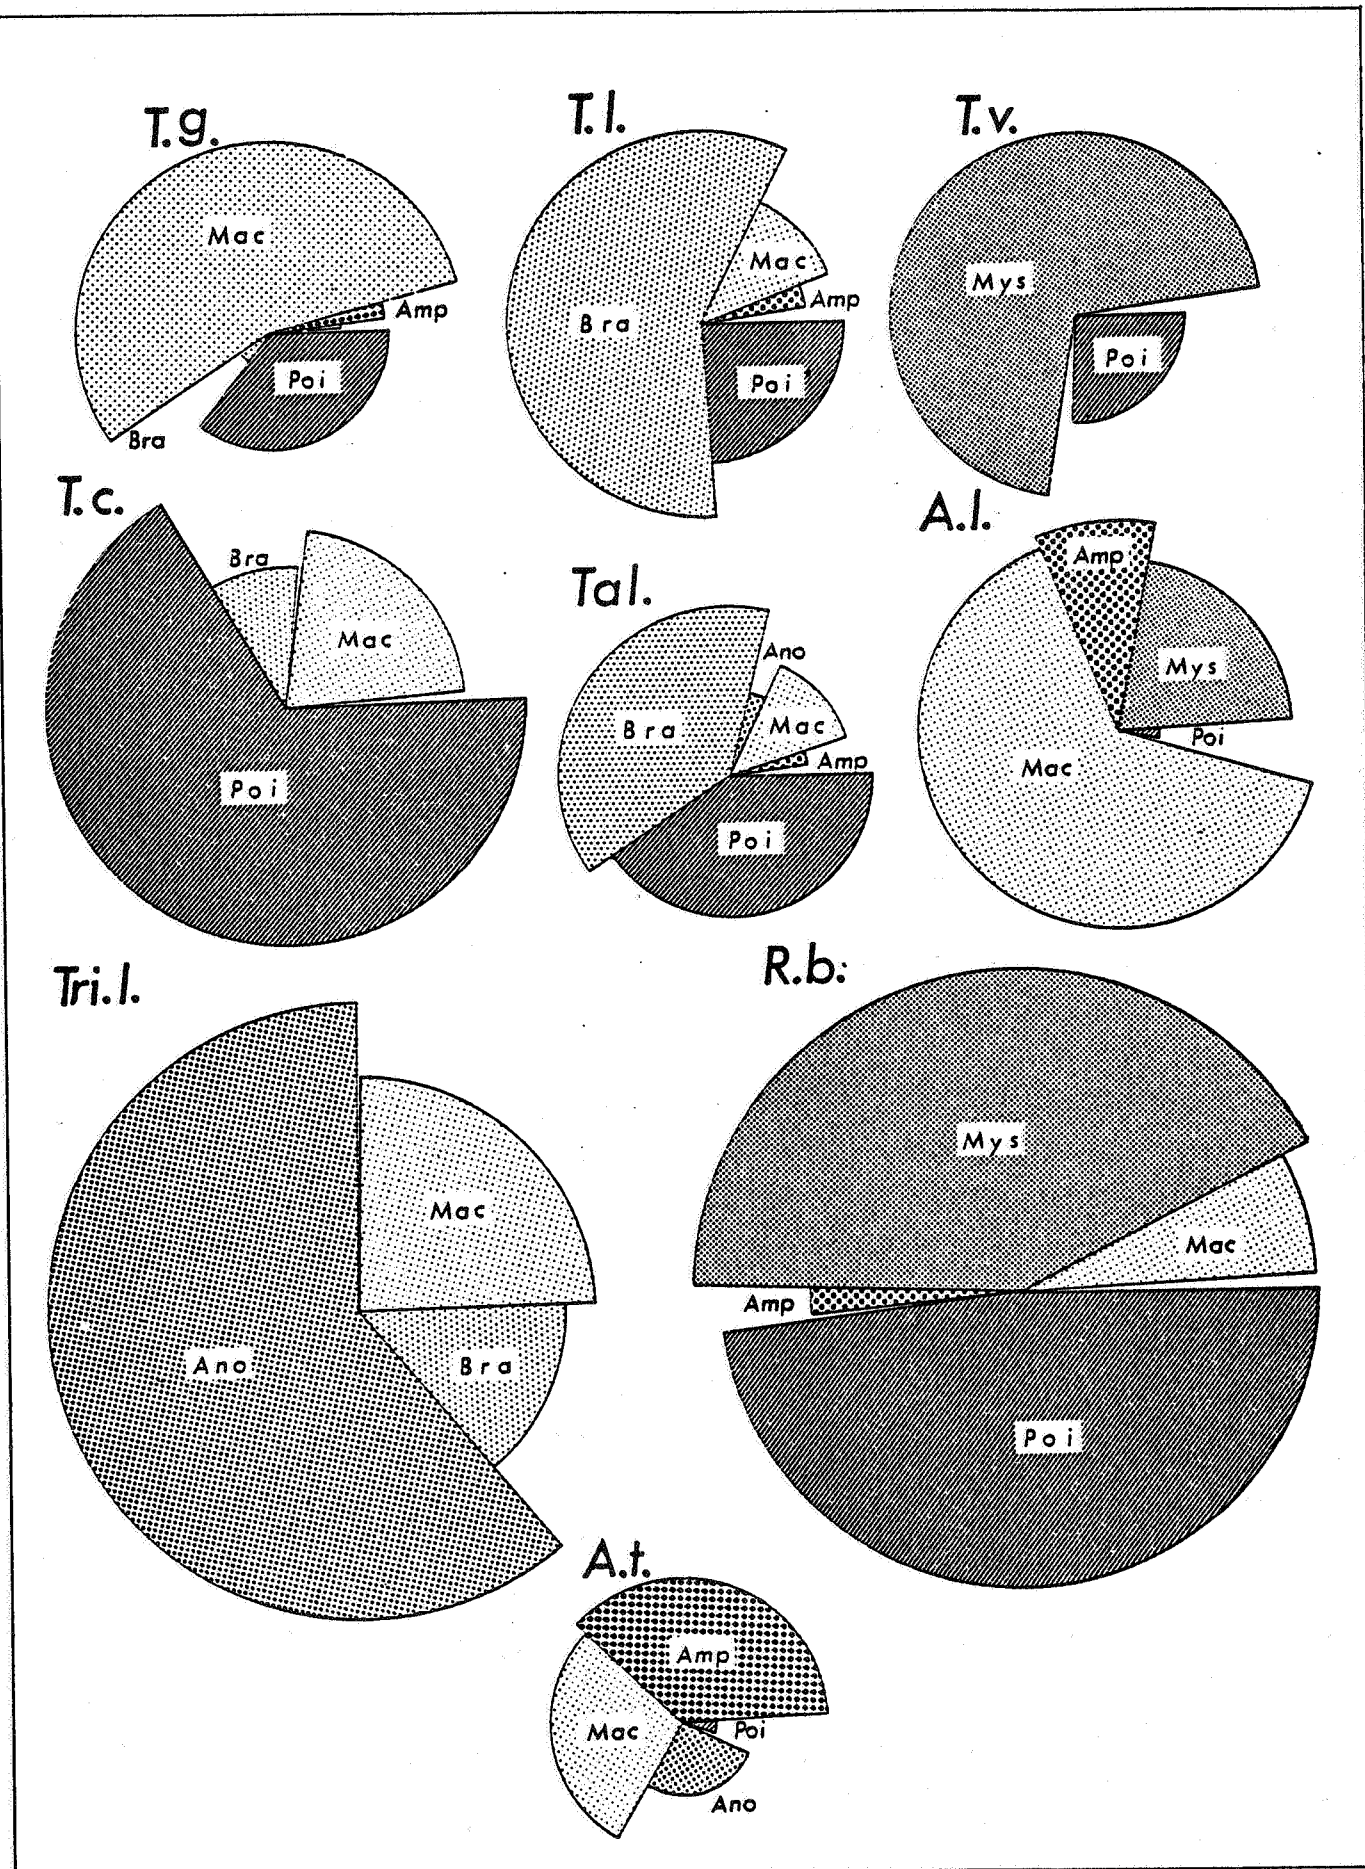 T.g.
Mac
Amp
Poi
Bra
T.l.
Mac
Amp
Bra
Poi
T.v.
Mys
Poi
T.c.
Bra
Mac
Poi
Tal.
Ano
Bra
Mac
Amp
Poi
A.l.
Amp
Mys
Poi
Mac
Tri.l.
Mac
Ano
Bra
R.b.
Mys
Mac
Amp
Poi
A.t.
Amp
Mac
Poi
Ano